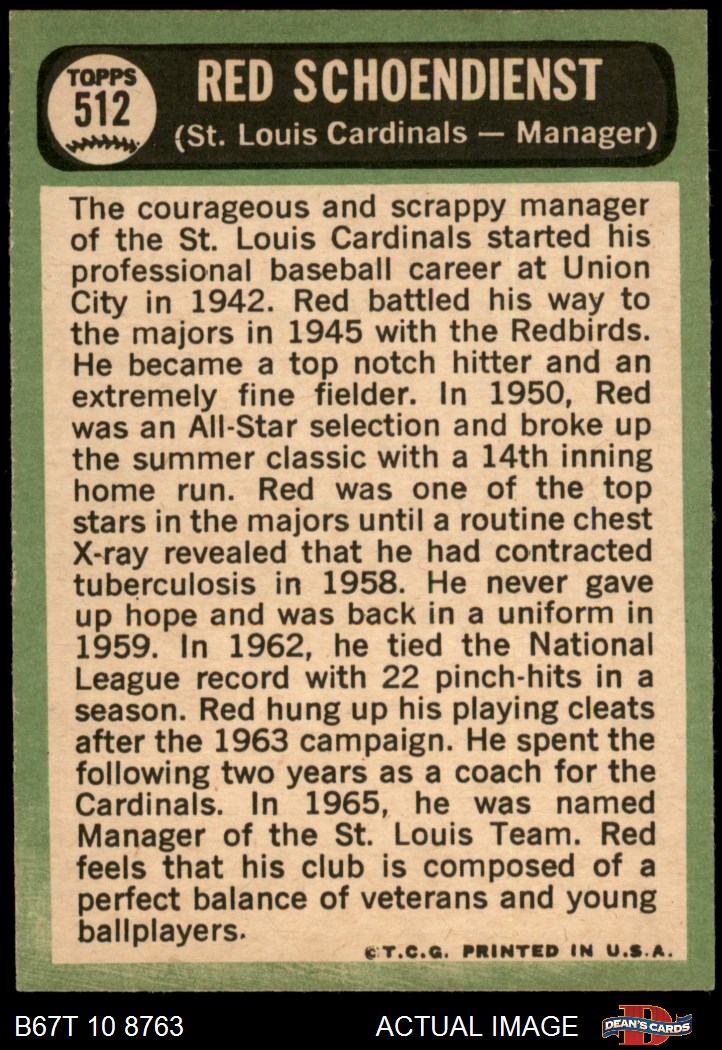 TOPPS
512
RED SCHOENDIENST
(St. Louis Cardinals — Manager)
The courageous and scrappy manager
of the St. Louis Cardinals started his
professional baseball career at Union
City in 1942. Red battled his way to
the majors in 1945 with the Redbirds.
He became a top notch hitter and an
extremely fine fielder. In 1950, Red
was an All-Star selection and broke up
the summer classic with a 14th inning
home run. Red was one of the top
stars in the majors until a routine chest
X-ray revealed that he had contracted
tuberculosis in 1958. He never gave
up hope and was back in a uniform in
1959. In 1962, he tied the National
League record with 22 pinch-hits in a
season. Red hung up his playing cleats
after the 1963 campaign. He spent the
following two years as a coach for the
Cardinals. In 1965, he was named
Manager of the St. Louis Team. Red
feels that his club is composed of a
perfect balance of veterans and young
ballplayers.
©T.C.G. PRINTED IN U.S.A.
B67T 10 8763
ACTUAL IMAGE
D
DEAN'S CARDS